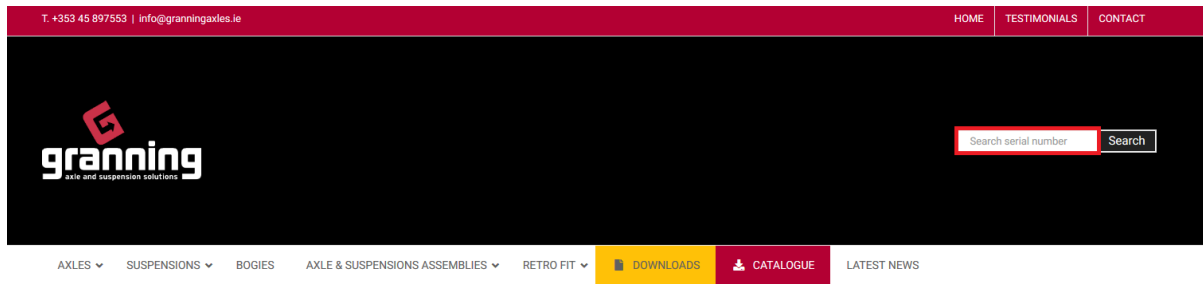 T. +353 45 897553 | info@granningaxles.ie
HOME TESTIMONIALS CONTACT
granning
axle and suspension solutions
Search serial number Search
AXLES SUSPENSIONS BOGIES AXLE & SUSPENSIONS ASSEMBLIES RETRO FIT DOWNLOADS CATALOGUE LATEST NEWS